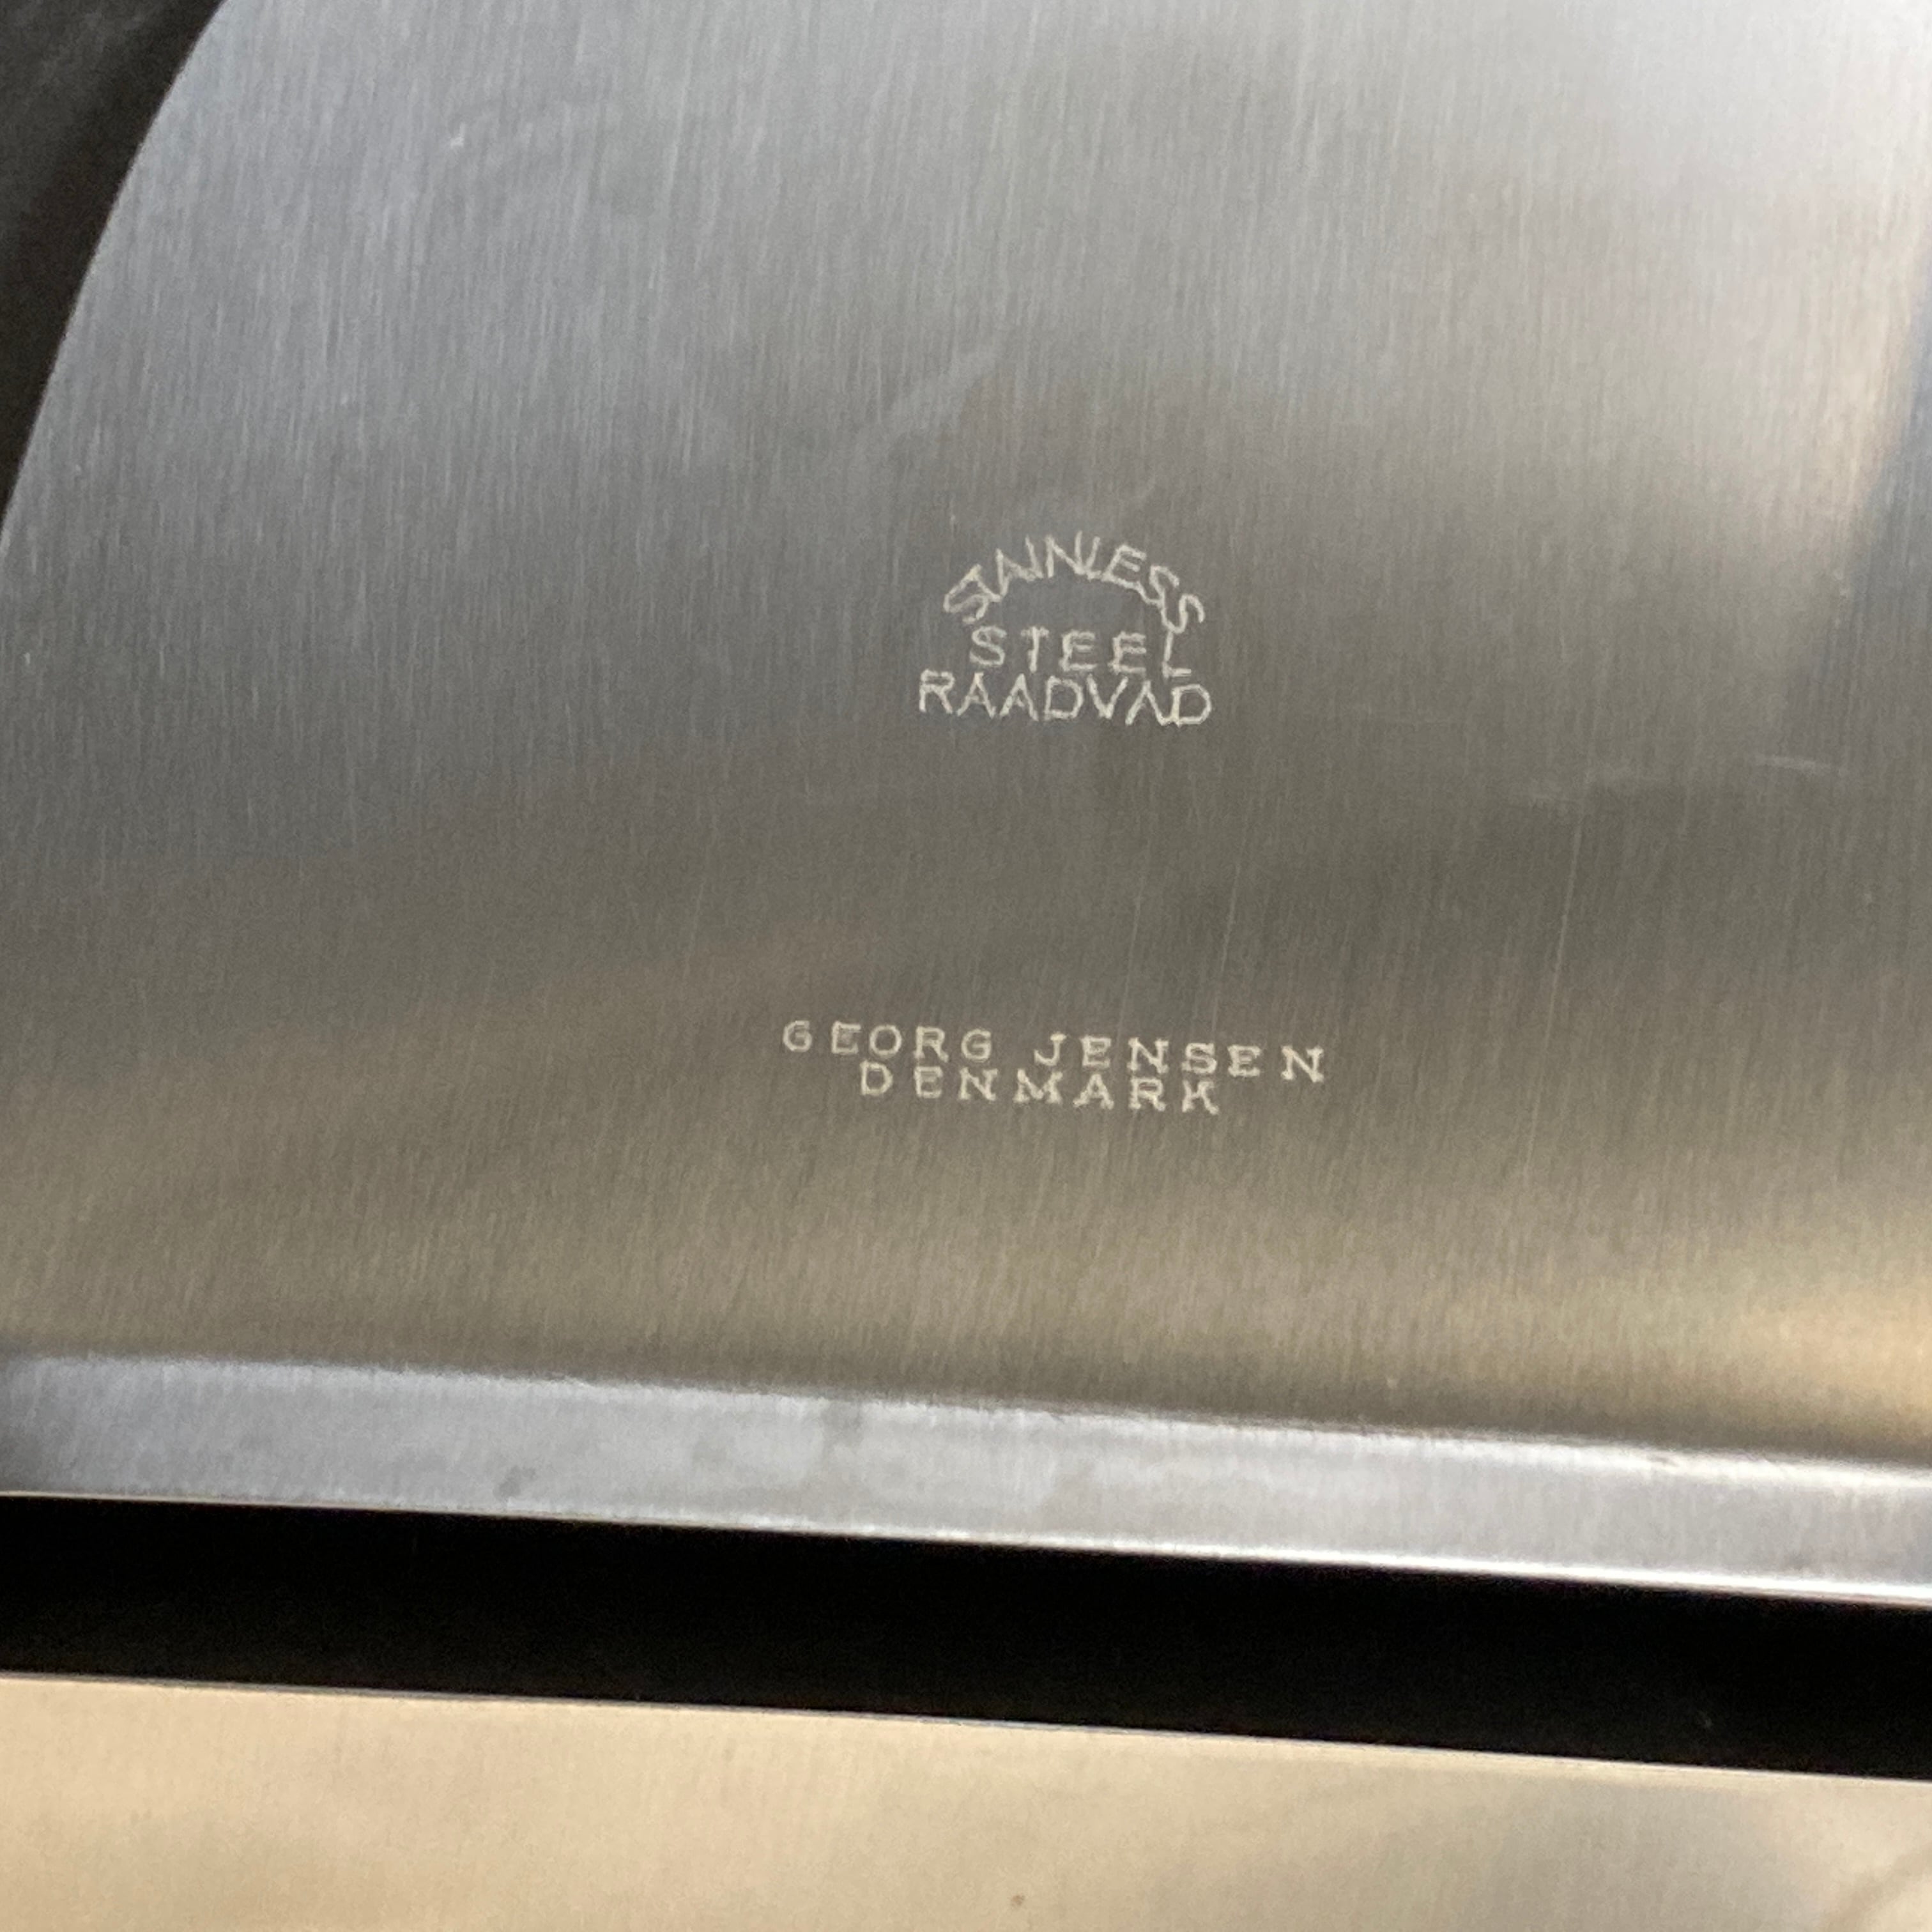 STAINLESS
STEEL
RAADVAD
GEORG JENSEN
DENMARK